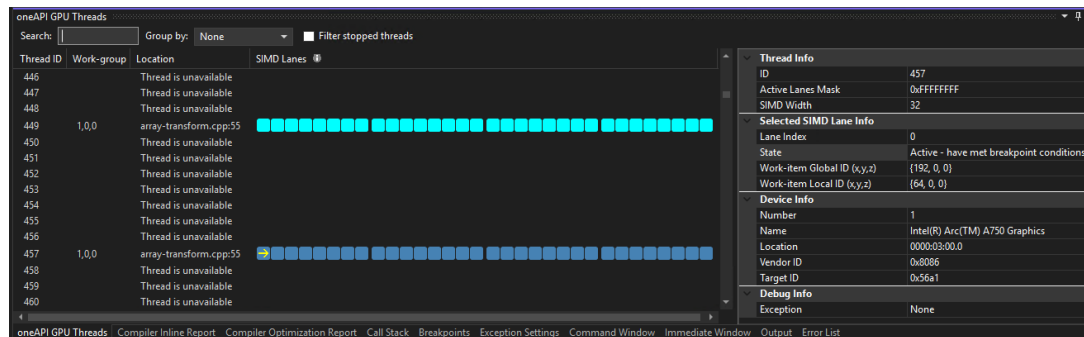 oneAPI GPU Threads
Search: Group by: None Filter stopped threads
Thread ID Work-group Location SIMD Lanes
446 Thread is unavailable
447 Thread is unavailable
448 Thread is unavailable
449 1,0,0 array-transform.cpp:55
450 Thread is unavailable
451 Thread is unavailable
452 Thread is unavailable
453 Thread is unavailable
454 Thread is unavailable
455 Thread is unavailable
456 Thread is unavailable
457 1,0,0 array-transform.cpp:55
458 Thread is unavailable
459 Thread is unavailable
460 Thread is unavailable
Thread Info
ID 457
Active Lanes Mask 0xFFFFFFFF
SIMD Width 32
Selected SIMD Lane Info
Lane Index 0
State Active - have met breakpoint conditions
Work-item Global ID (x,y,z) {192, 0, 0}
Work-item Local ID (x,y,z) {64, 0, 0}
Device Info
Number 1
Name Intel(R) Arc(TM) A750 Graphics
Location 0000:03:00.0
Vendor ID 0x8086
Target ID 0x56a1
Debug Info
Exception None
oneAPI GPU Threads Compiler Inline Report Compiler Optimization Report Call Stack Breakpoints Exception Settings Command Window Immediate Window Output Error List